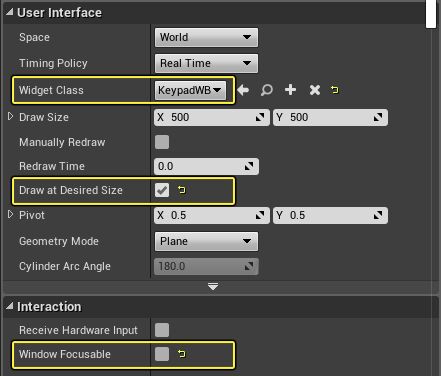 User Interface
Space World
Timing Policy Real Time
Widget Class KeypadWB
Draw Size X 500 Y 500
Manually Redraw
Redraw Time 0.0
Draw at Desired Size
Pivot X 0.5 Y 0.5
Geometry Mode Plane
Cylinder Arc Angle 180.0
Interaction
Receive Hardware Input
Window Focusable